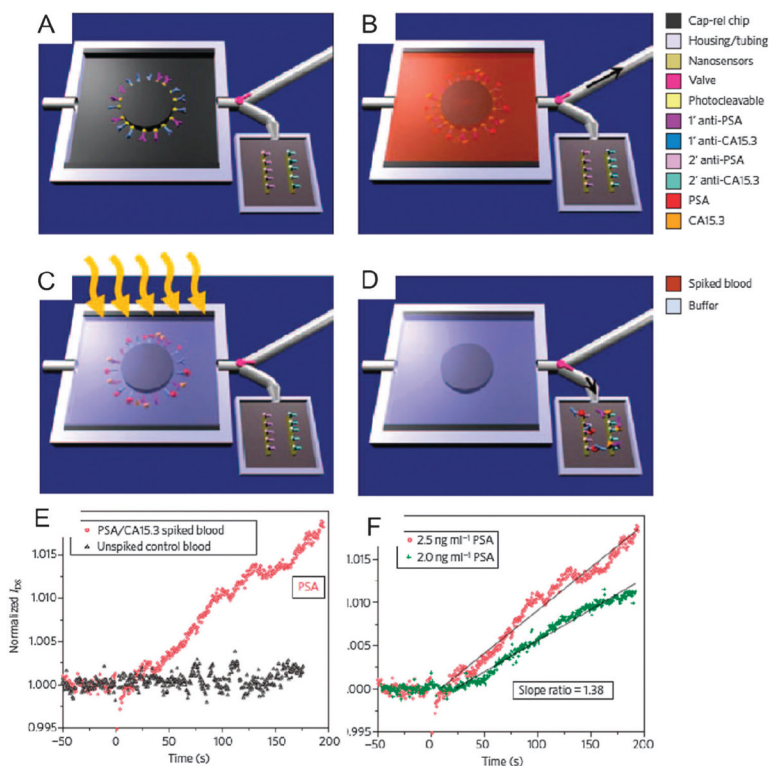 A
B
Cap-rel chip
Housing/tubing
Nanosensors
Valve
Photocleavable
1' anti-PSA
1' anti-CA15.3
2' anti-PSA
2' anti-CA15.3
PSA
CA15.3
C
D
Spiked blood
Buffer
E
PSA/CA15.3 spiked blood
Unspiked control blood
PSA
Normalized IDS
1.015
1.010
1.005
1.000
0.995
−50 0 50 100 150 200
Time (s)
F
2.5 ng ml−1 PSA
2.0 ng ml−1 PSA
Slope ratio = 1.38
1.015
1.010
1.005
1.000
0.995
−50 0 50 100 150 200
Time (s)